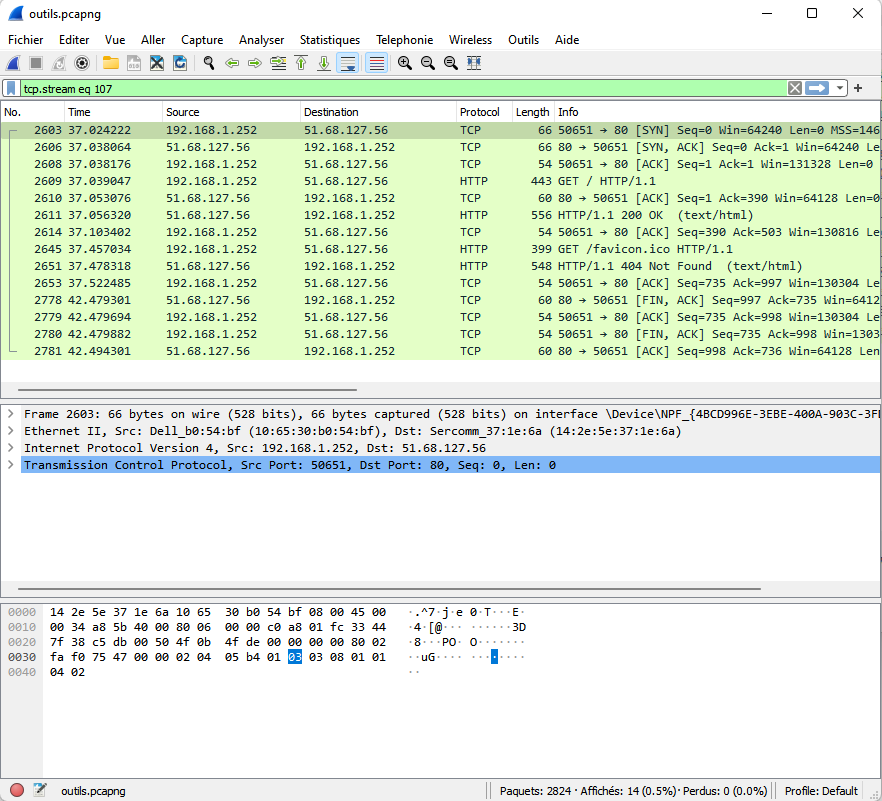 outils.pcapng
Fichier Editer Vue Aller Capture Analyser Statistiques Telephonie Wireless Outils Aide
tcp.stream eq 107
No. Time Source Destination Protocol Length Info
2603 37.024222 192.168.1.252 51.68.127.56 TCP 66 50651 → 80 [SYN] Seq=0 Win=64240 Len=0 MSS=146
2606 37.038064 51.68.127.56 192.168.1.252 TCP 66 80 → 50651 [SYN, ACK] Seq=0 Ack=1 Win=64240 Le
2608 37.038176 192.168.1.252 51.68.127.56 TCP 54 50651 → 80 [ACK] Seq=1 Ack=1 Win=131328 Len=0
2609 37.039047 192.168.1.252 51.68.127.56 HTTP 443 GET / HTTP/1.1
2610 37.053076 51.68.127.56 192.168.1.252 TCP 60 80 → 50651 [ACK] Seq=1 Ack=390 Win=64128 Len=0
2611 37.056320 51.68.127.56 192.168.1.252 HTTP 556 HTTP/1.1 200 OK (text/html)
2614 37.103402 192.168.1.252 51.68.127.56 TCP 54 50651 → 80 [ACK] Seq=390 Ack=503 Win=130816 Le
2645 37.457034 192.168.1.252 51.68.127.56 HTTP 399 GET /favicon.ico HTTP/1.1
2651 37.478318 51.68.127.56 192.168.1.252 HTTP 548 HTTP/1.1 404 Not Found (text/html)
2653 37.522485 192.168.1.252 51.68.127.56 TCP 54 50651 → 80 [ACK] Seq=735 Ack=997 Win=130304 Le
2778 42.479301 51.68.127.56 192.168.1.252 TCP 60 80 → 50651 [FIN, ACK] Seq=997 Ack=735 Win=6412
2779 42.479694 192.168.1.252 51.68.127.56 TCP 54 50651 → 80 [ACK] Seq=735 Ack=998 Win=130304 Le
2780 42.479882 192.168.1.252 51.68.127.56 TCP 54 50651 → 80 [FIN, ACK] Seq=735 Ack=998 Win=1303
2781 42.494301 51.68.127.56 192.168.1.252 TCP 60 80 → 50651 [ACK] Seq=998 Ack=736 Win=64128 Len
Frame 2603: 66 bytes on wire (528 bits), 66 bytes captured (528 bits) on interface \Device\NPF_{4BCD996E-3EBE-400A-903C-3F
Ethernet II, Src: Dell_b0:54:bf (10:65:30:b0:54:bf), Dst: Sercomm_37:1e:6a (14:2e:5e:37:1e:6a)
Internet Protocol Version 4, Src: 192.168.1.252, Dst: 51.68.127.56
Transmission Control Protocol, Src Port: 50651, Dst Port: 80, Seq: 0, Len: 0
0000 14 2e 5e 37 1e 6a 10 65 30 b0 54 bf 08 00 45 00 ·.^7·j·e 0·T···E·
0010 00 34 a8 5b 40 00 80 06 00 00 c0 a8 01 fc 33 44 ·4·[@··· ······3D
0020 7f 38 c5 db 00 50 4f 0b 4f de 00 00 00 00 80 02 ·8···PO· O·······
0030 fa f0 75 47 00 00 02 04 05 b4 01 03 03 08 01 01 ··uG···· ········
0040 04 02 ··
outils.pcapng Paquets: 2824 · Affichés: 14 (0.5%)· Perdus: 0 (0.0%) Profile: Default